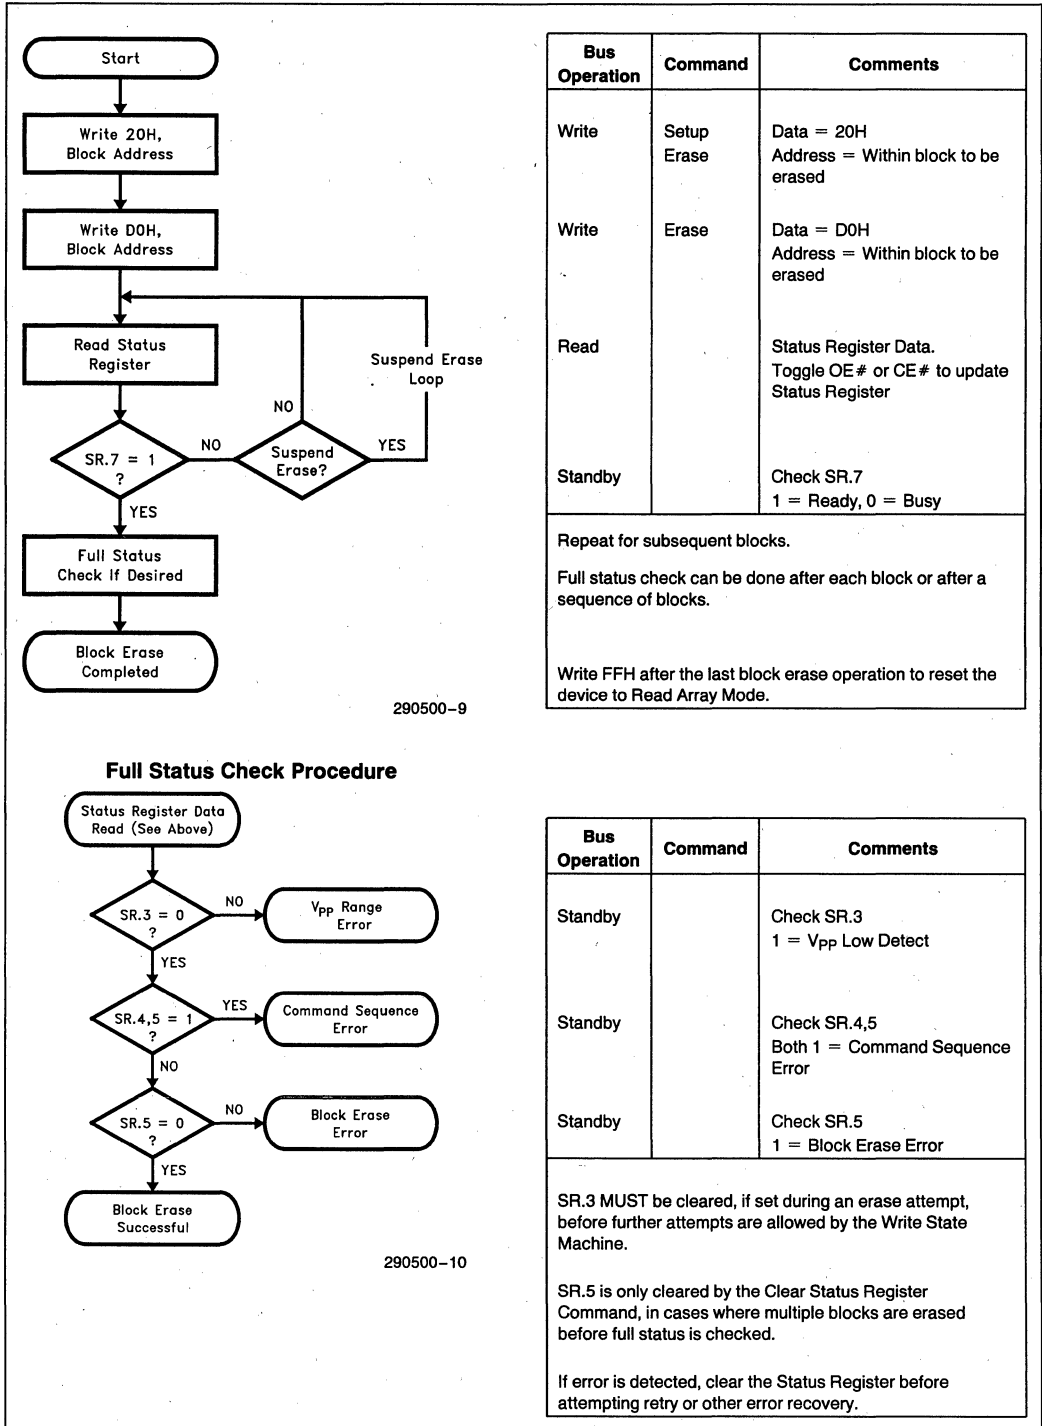 Start
Write 20H,
Block Address
Write D0H,
Block Address
Read Status
Register
Suspend Erase
Loop
NO
SR.7 = 1
?
NO
Suspend
Erase?
YES
YES
Full Status
Check If Desired
Block Erase
Completed
290500-9
Bus
Operation
Command
Comments
Write
Setup
Erase
Data = 20H
Address = Within block to be
erased
Write
Erase
Data = D0H
Address = Within block to be
erased
Read
Status Register Data.
Toggle OE# or CE# to update
Status Register
Standby
Check SR.7
1 = Ready, 0 = Busy
Repeat for subsequent blocks.
Full status check can be done after each block or after a
sequence of blocks.
Write FFH after the last block erase operation to reset the
device to Read Array Mode.
Full Status Check Procedure
Status Register Data
Read (See Above)
SR.3 = 0
?
NO
VPP Range
Error
YES
SR.4,5 = 1
?
YES
Command Sequence
Error
NO
SR.5 = 0
?
NO
Block Erase
Error
YES
Block Erase
Successful
290500-10
Bus
Operation
Command
Comments
Standby
Check SR.3
1 = VPP Low Detect
Standby
Check SR.4,5
Both 1 = Command Sequence
Error
Standby
Check SR.5
1 = Block Erase Error
SR.3 MUST be cleared, if set during an erase attempt,
before further attempts are allowed by the Write State
Machine.
SR.5 is only cleared by the Clear Status Register
Command, in cases where multiple blocks are erased
before full status is checked.
If error is detected, clear the Status Register before
attempting retry or other error recovery.